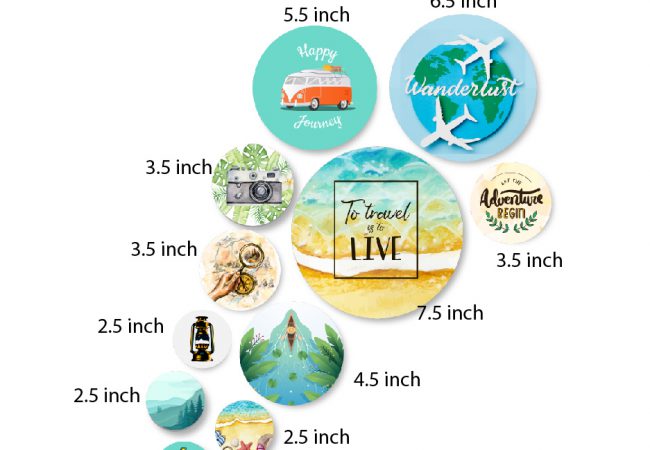 5.5 inch
6.5 inch
Happy
Journey
Wanderlust
3.5 inch
To travel
is to
LIVE
LET THE
Adventure
BEGIN
3.5 inch
3.5 inch
7.5 inch
2.5 inch
4.5 inch
2.5 inch
2.5 inch